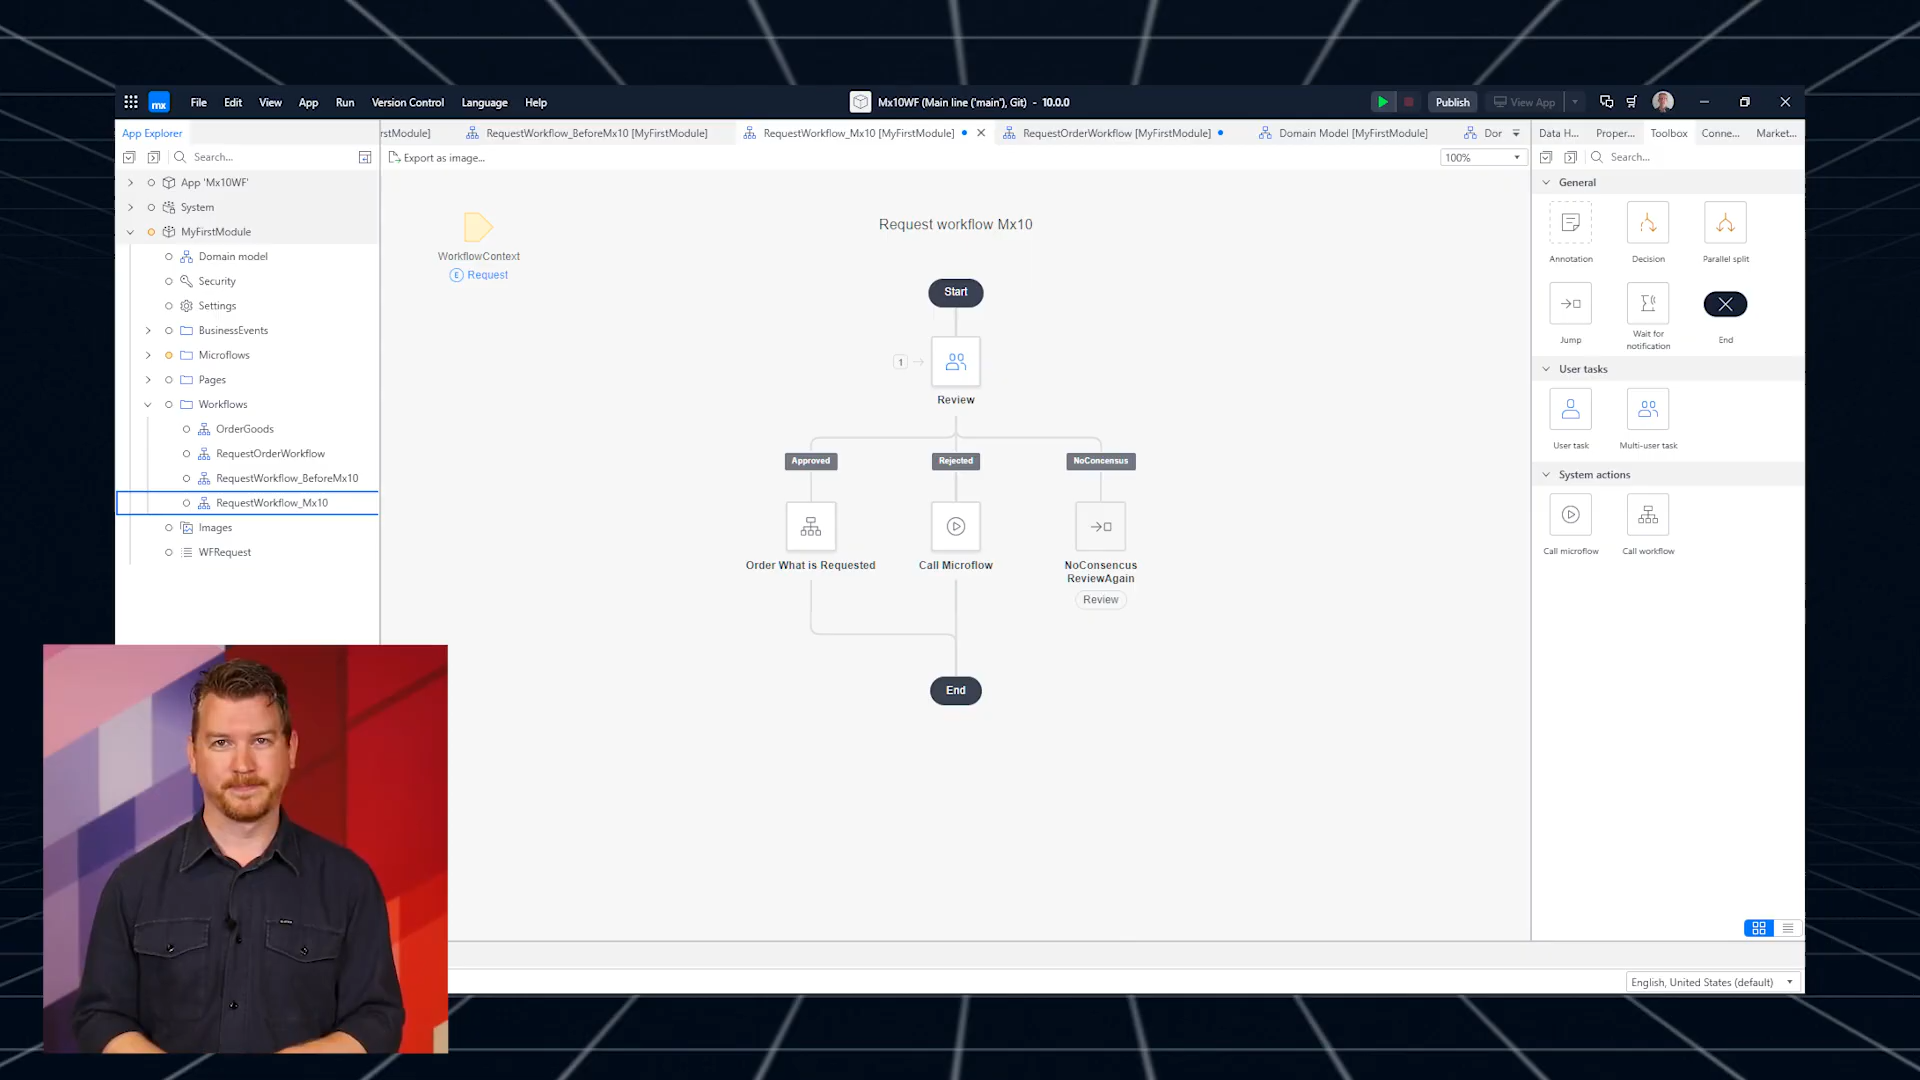 mx File Edit View App Run Version Control Language Help
Mx10WF (Main line ('main'), Git) - 10.0.0
Publish View App
App Explorer
rstModule] RequestWorkflow_BeforeMx10 [MyFirstModule] RequestWorkflow_Mx10 [MyFirstModule] RequestOrderWorkflow [MyFirstModule] Domain Model [MyFirstModule] Dor
Data H... Proper... Toolbox Conne... Market...
Search...
Export as image...
100%
Search...
App 'Mx10WF'
System
MyFirstModule
Domain model
Security
Settings
BusinessEvents
Microflows
Pages
Workflows
OrderGoods
RequestOrderWorkflow
RequestWorkflow_BeforeMx10
RequestWorkflow_Mx10
Images
WFRequest
WorkflowContext
E Request
Request workflow Mx10
Start
1
Review
Approved Rejected NoConcensus
Order What is Requested
Call Microflow
NoConsencus
ReviewAgain
Review
End
General
Annotation Decision Parallel split
Jump
Wait for
notification
End
User tasks
User task Multi-user task
System actions
Call microflow Call workflow
English, United States (default)